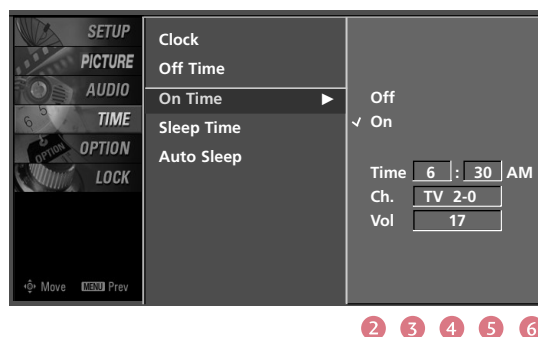 SETUP
PICTURE
AUDIO
TIME
OPTION
LOCK
Move MENU Prev
Clock
Off Time
On Time
Sleep Time
Auto Sleep
Off
On
Time 6 : 30 AM
Ch. TV 2-0
Vol 17
2 3 4 5 6